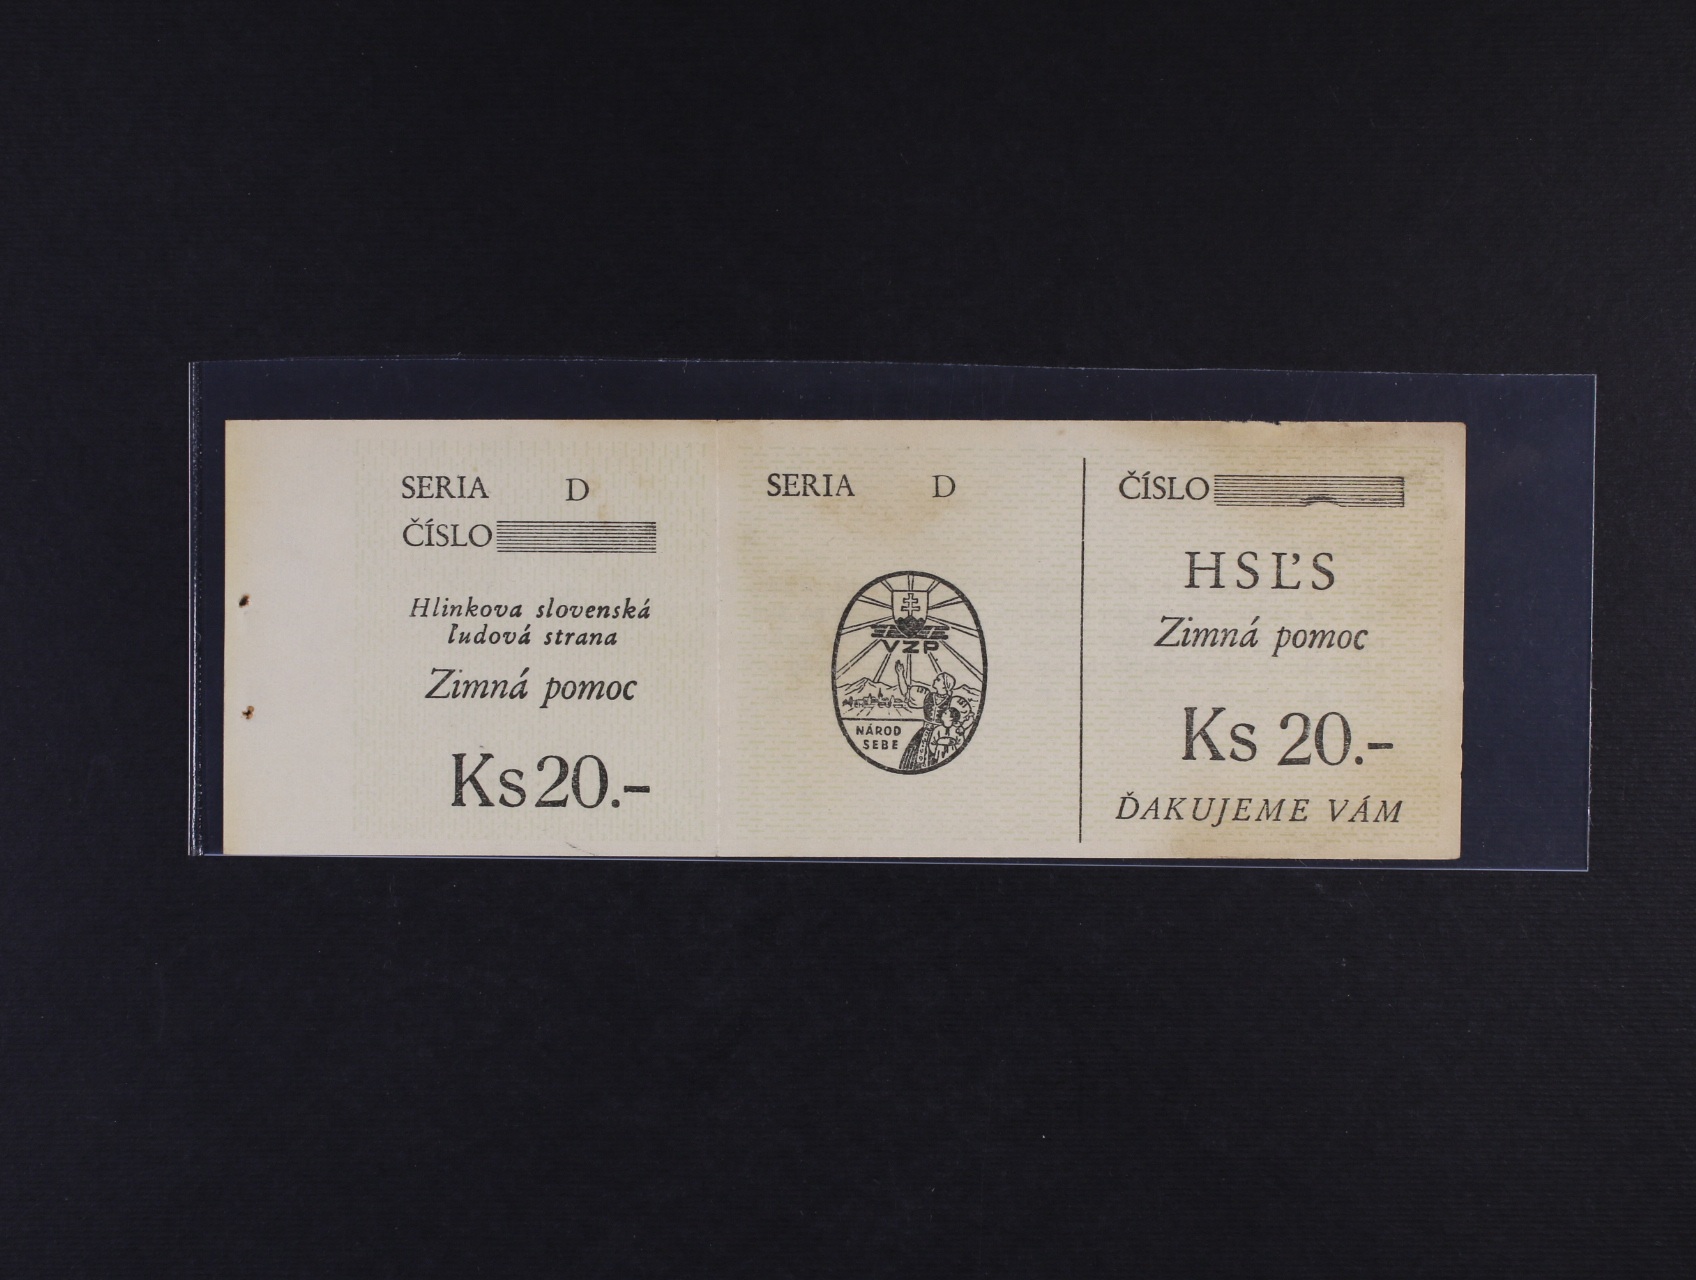 SERIA D
ČÍSLO
Hlinkova slovenská
ľudová strana
Zimná pomoc
Ks 20.-
SERIA D
VZP
NÁROD
SEBE
ČÍSLO
HSĽS
Zimná pomoc
Ks 20.-
ĎAKUJEME VÁM